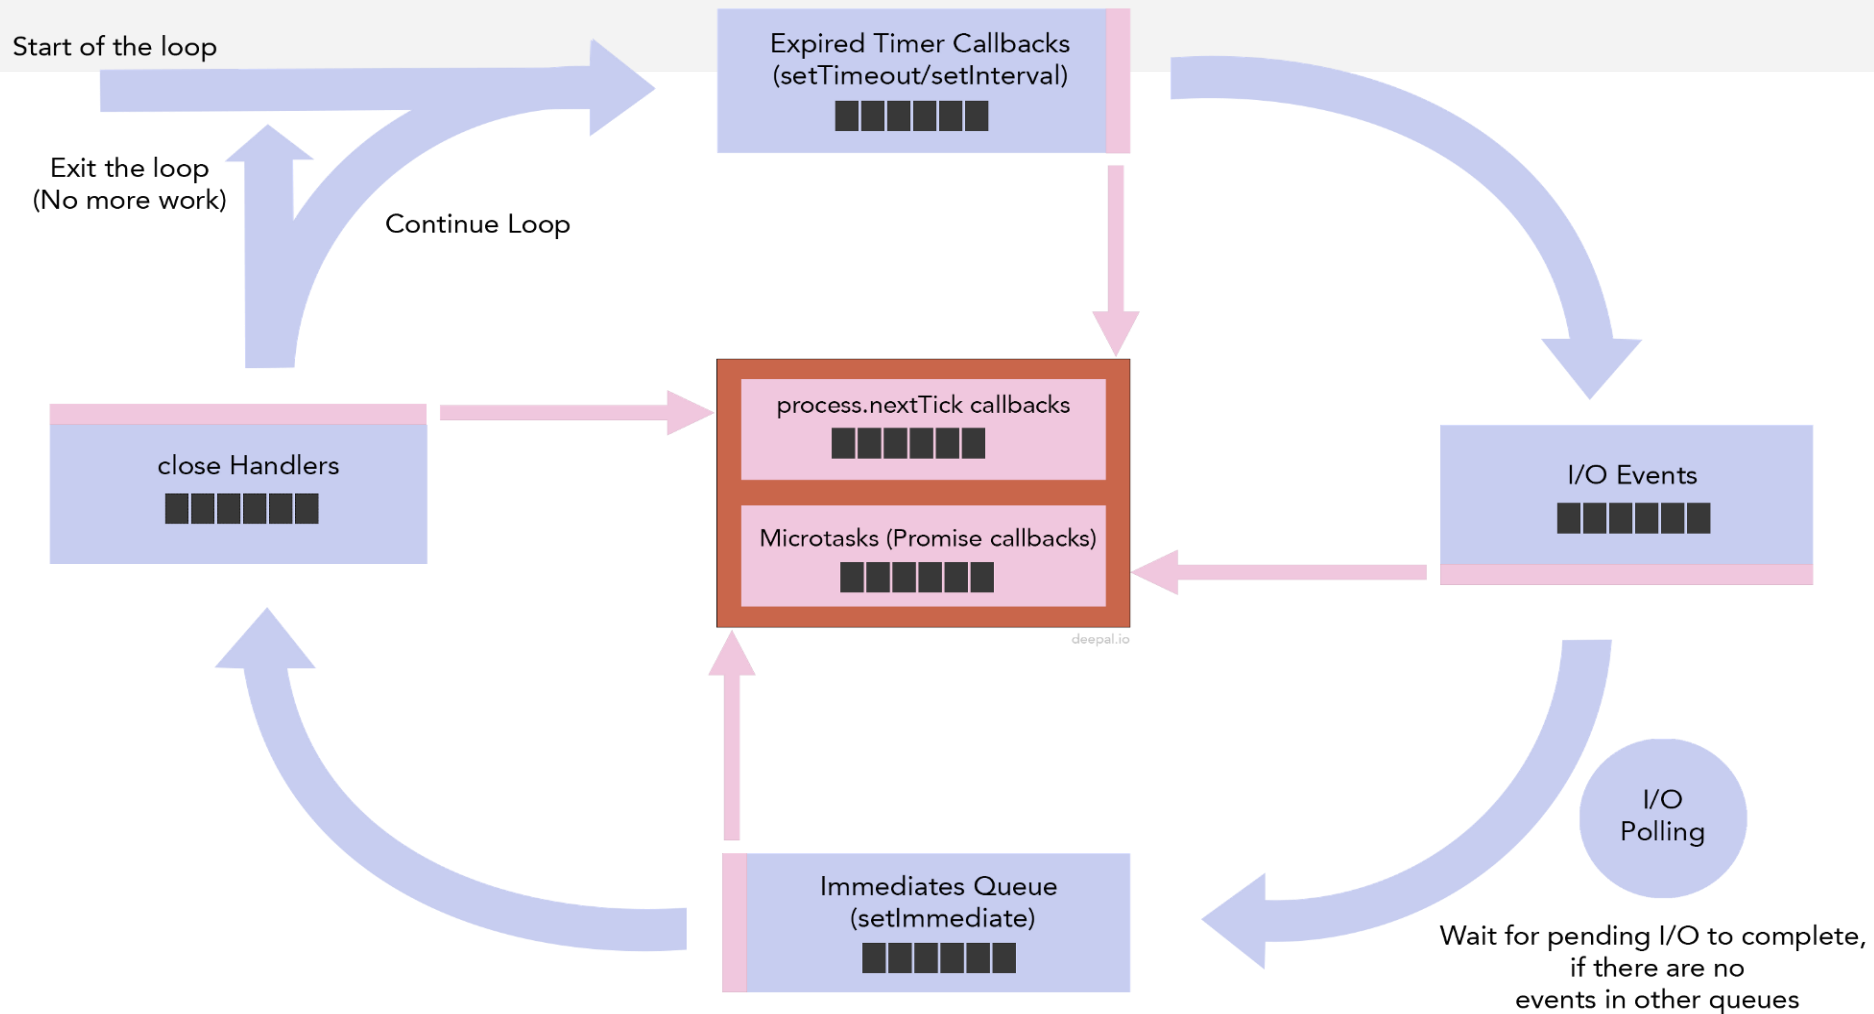 Start of the loop
Exit the loop
(No more work)
Continue Loop
Expired Timer Callbacks
(setTimeout/setInterval)
process.nextTick callbacks
Microtasks (Promise callbacks)
deepal.io
close Handlers
I/O Events
I/O
Polling
Wait for pending I/O to complete,
if there are no
events in other queues
Immediates Queue
(setImmediate)